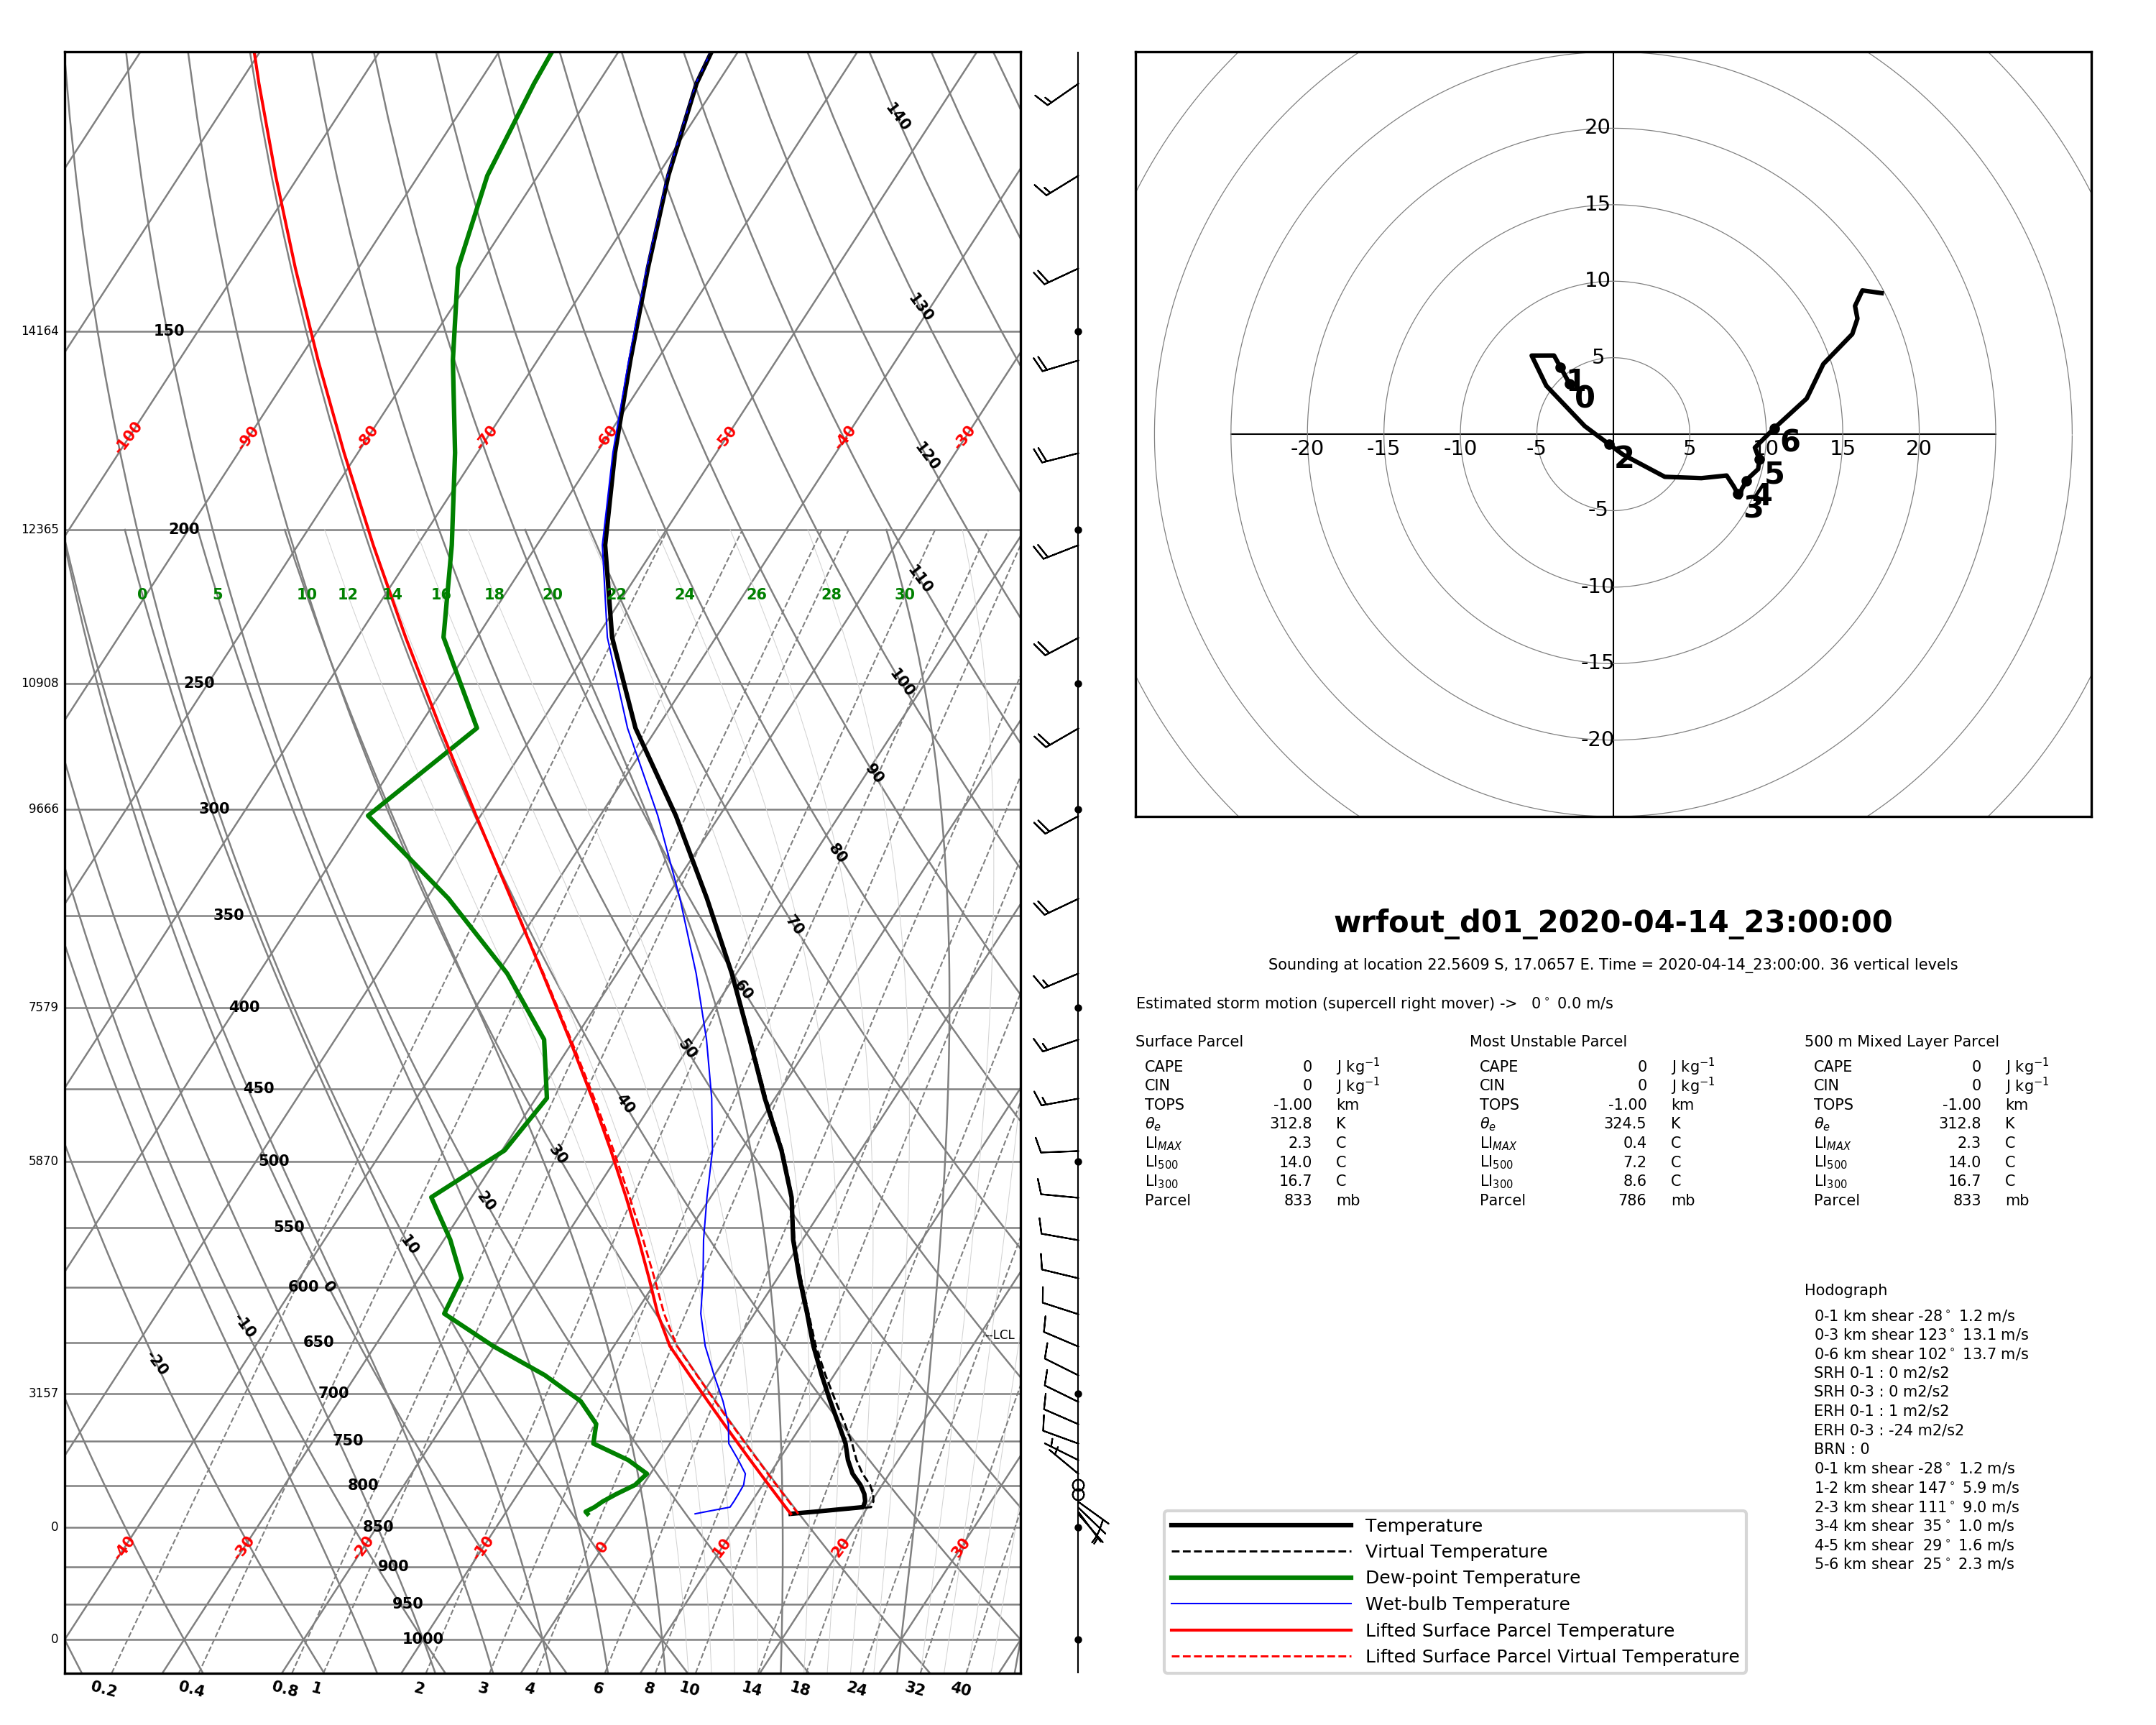 140
130
14164 150
-100 -90 -80 -70 -60 -50 -40 -30
120
12365 200
110
0 5 10 12 14 16 18 20 22 24 26 28 30
10908 250
100
90
9666 300
80
350
70
60
7579 400
50
450
40
5870 500
30
20
550
10
600 0
-10
650
--LCL
-20
3157 700
750
800
0 850
-40 -30 -20 -10 0 10 20 30
900
950
0 1000
0.2 0.4 0.8 1 2 3 4 6 8 10 14 18 24 32 40
20
15
10
5
-20 -15 -10 -5 5 10 15 20
-5
-10
-15
-20
0 1 2 3 4 5 6
wrfout_d01_2020-04-14_23:00:00
Sounding at location 22.5609 S, 17.0657 E. Time = 2020-04-14_23:00:00. 36 vertical levels
Estimated storm motion (supercell right mover) -> 0° 0.0 m/s
Surface Parcel Most Unstable Parcel 500 m Mixed Layer Parcel
CAPE 0 J kg⁻¹ CAPE 0 J kg⁻¹ CAPE 0 J kg⁻¹
CIN 0 J kg⁻¹ CIN 0 J kg⁻¹ CIN 0 J kg⁻¹
TOPS -1.00 km TOPS -1.00 km TOPS -1.00 km
θe 312.8 K θe 324.5 K θe 312.8 K
LIMAX 2.3 C LIMAX 0.4 C LIMAX 2.3 C
LI500 14.0 C LI500 7.2 C LI500 14.0 C
LI300 16.7 C LI300 8.6 C LI300 16.7 C
Parcel 833 mb Parcel 786 mb Parcel 833 mb
Hodograph
0-1 km shear -28° 1.2 m/s
0-3 km shear 123° 13.1 m/s
0-6 km shear 102° 13.7 m/s
SRH 0-1 : 0 m2/s2
SRH 0-3 : 0 m2/s2
ERH 0-1 : 1 m2/s2
ERH 0-3 : -24 m2/s2
BRN : 0
0-1 km shear -28° 1.2 m/s
1-2 km shear 147° 5.9 m/s
2-3 km shear 111° 9.0 m/s
3-4 km shear 35° 1.0 m/s
4-5 km shear 29° 1.6 m/s
5-6 km shear 25° 2.3 m/s
Temperature
Virtual Temperature
Dew-point Temperature
Wet-bulb Temperature
Lifted Surface Parcel Temperature
Lifted Surface Parcel Virtual Temperature